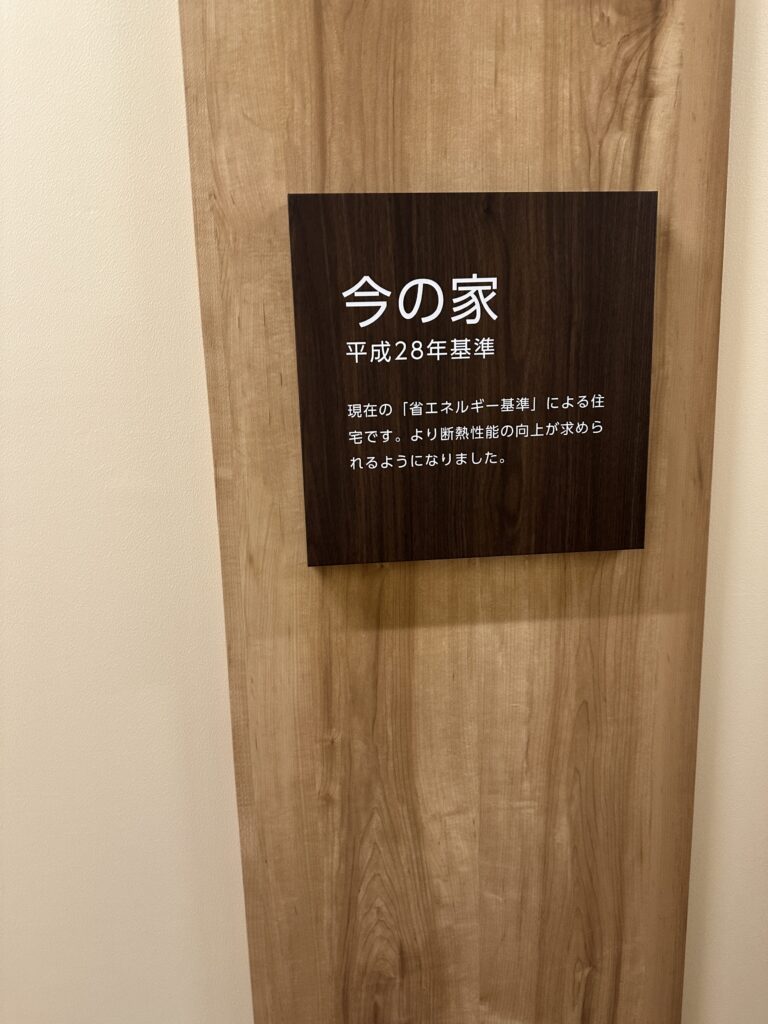 今の家
平成28年基準
現在の「省エネルギー基準」による住
宅です。より断熱性能の向上が求めら
れるようになりました。